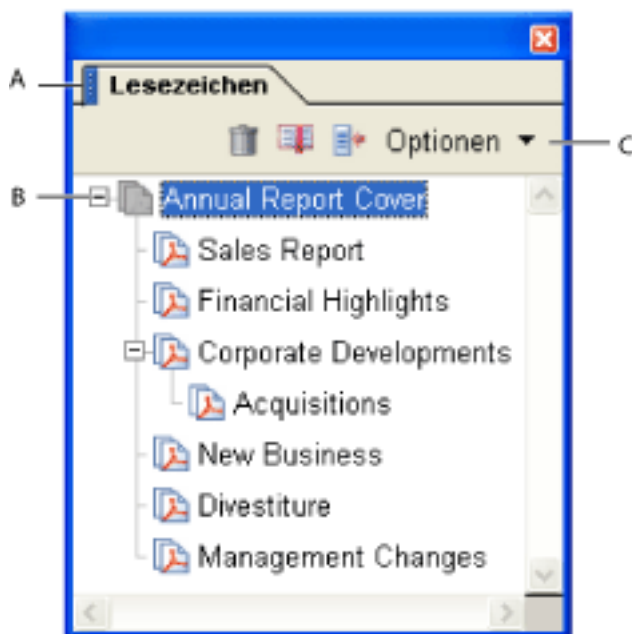 A
Lesezeichen
Optionen
C
B
Annual Report Cover
Sales Report
Financial Highlights
Corporate Developments
Acquisitions
New Business
Divestiture
Management Changes